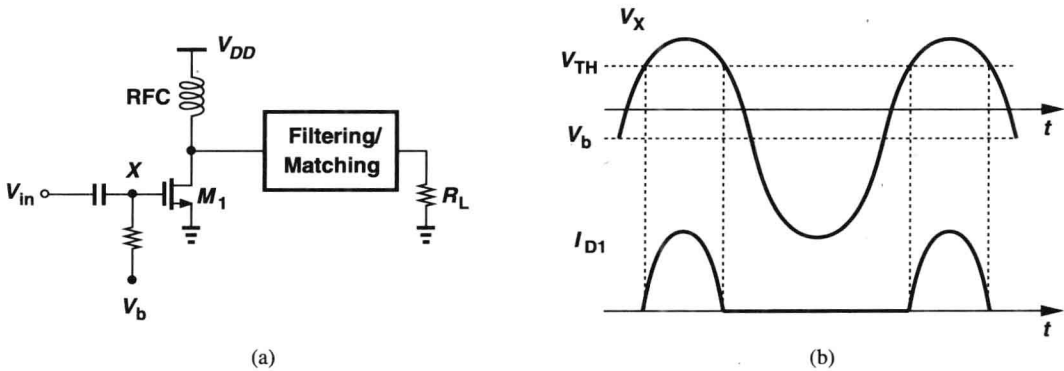 V_DD
RFC
Filtering/
Matching
X
V_in
M_1
R_L
V_b
(a)
V_X
V_TH
t
V_b
I_D1
t
(b)